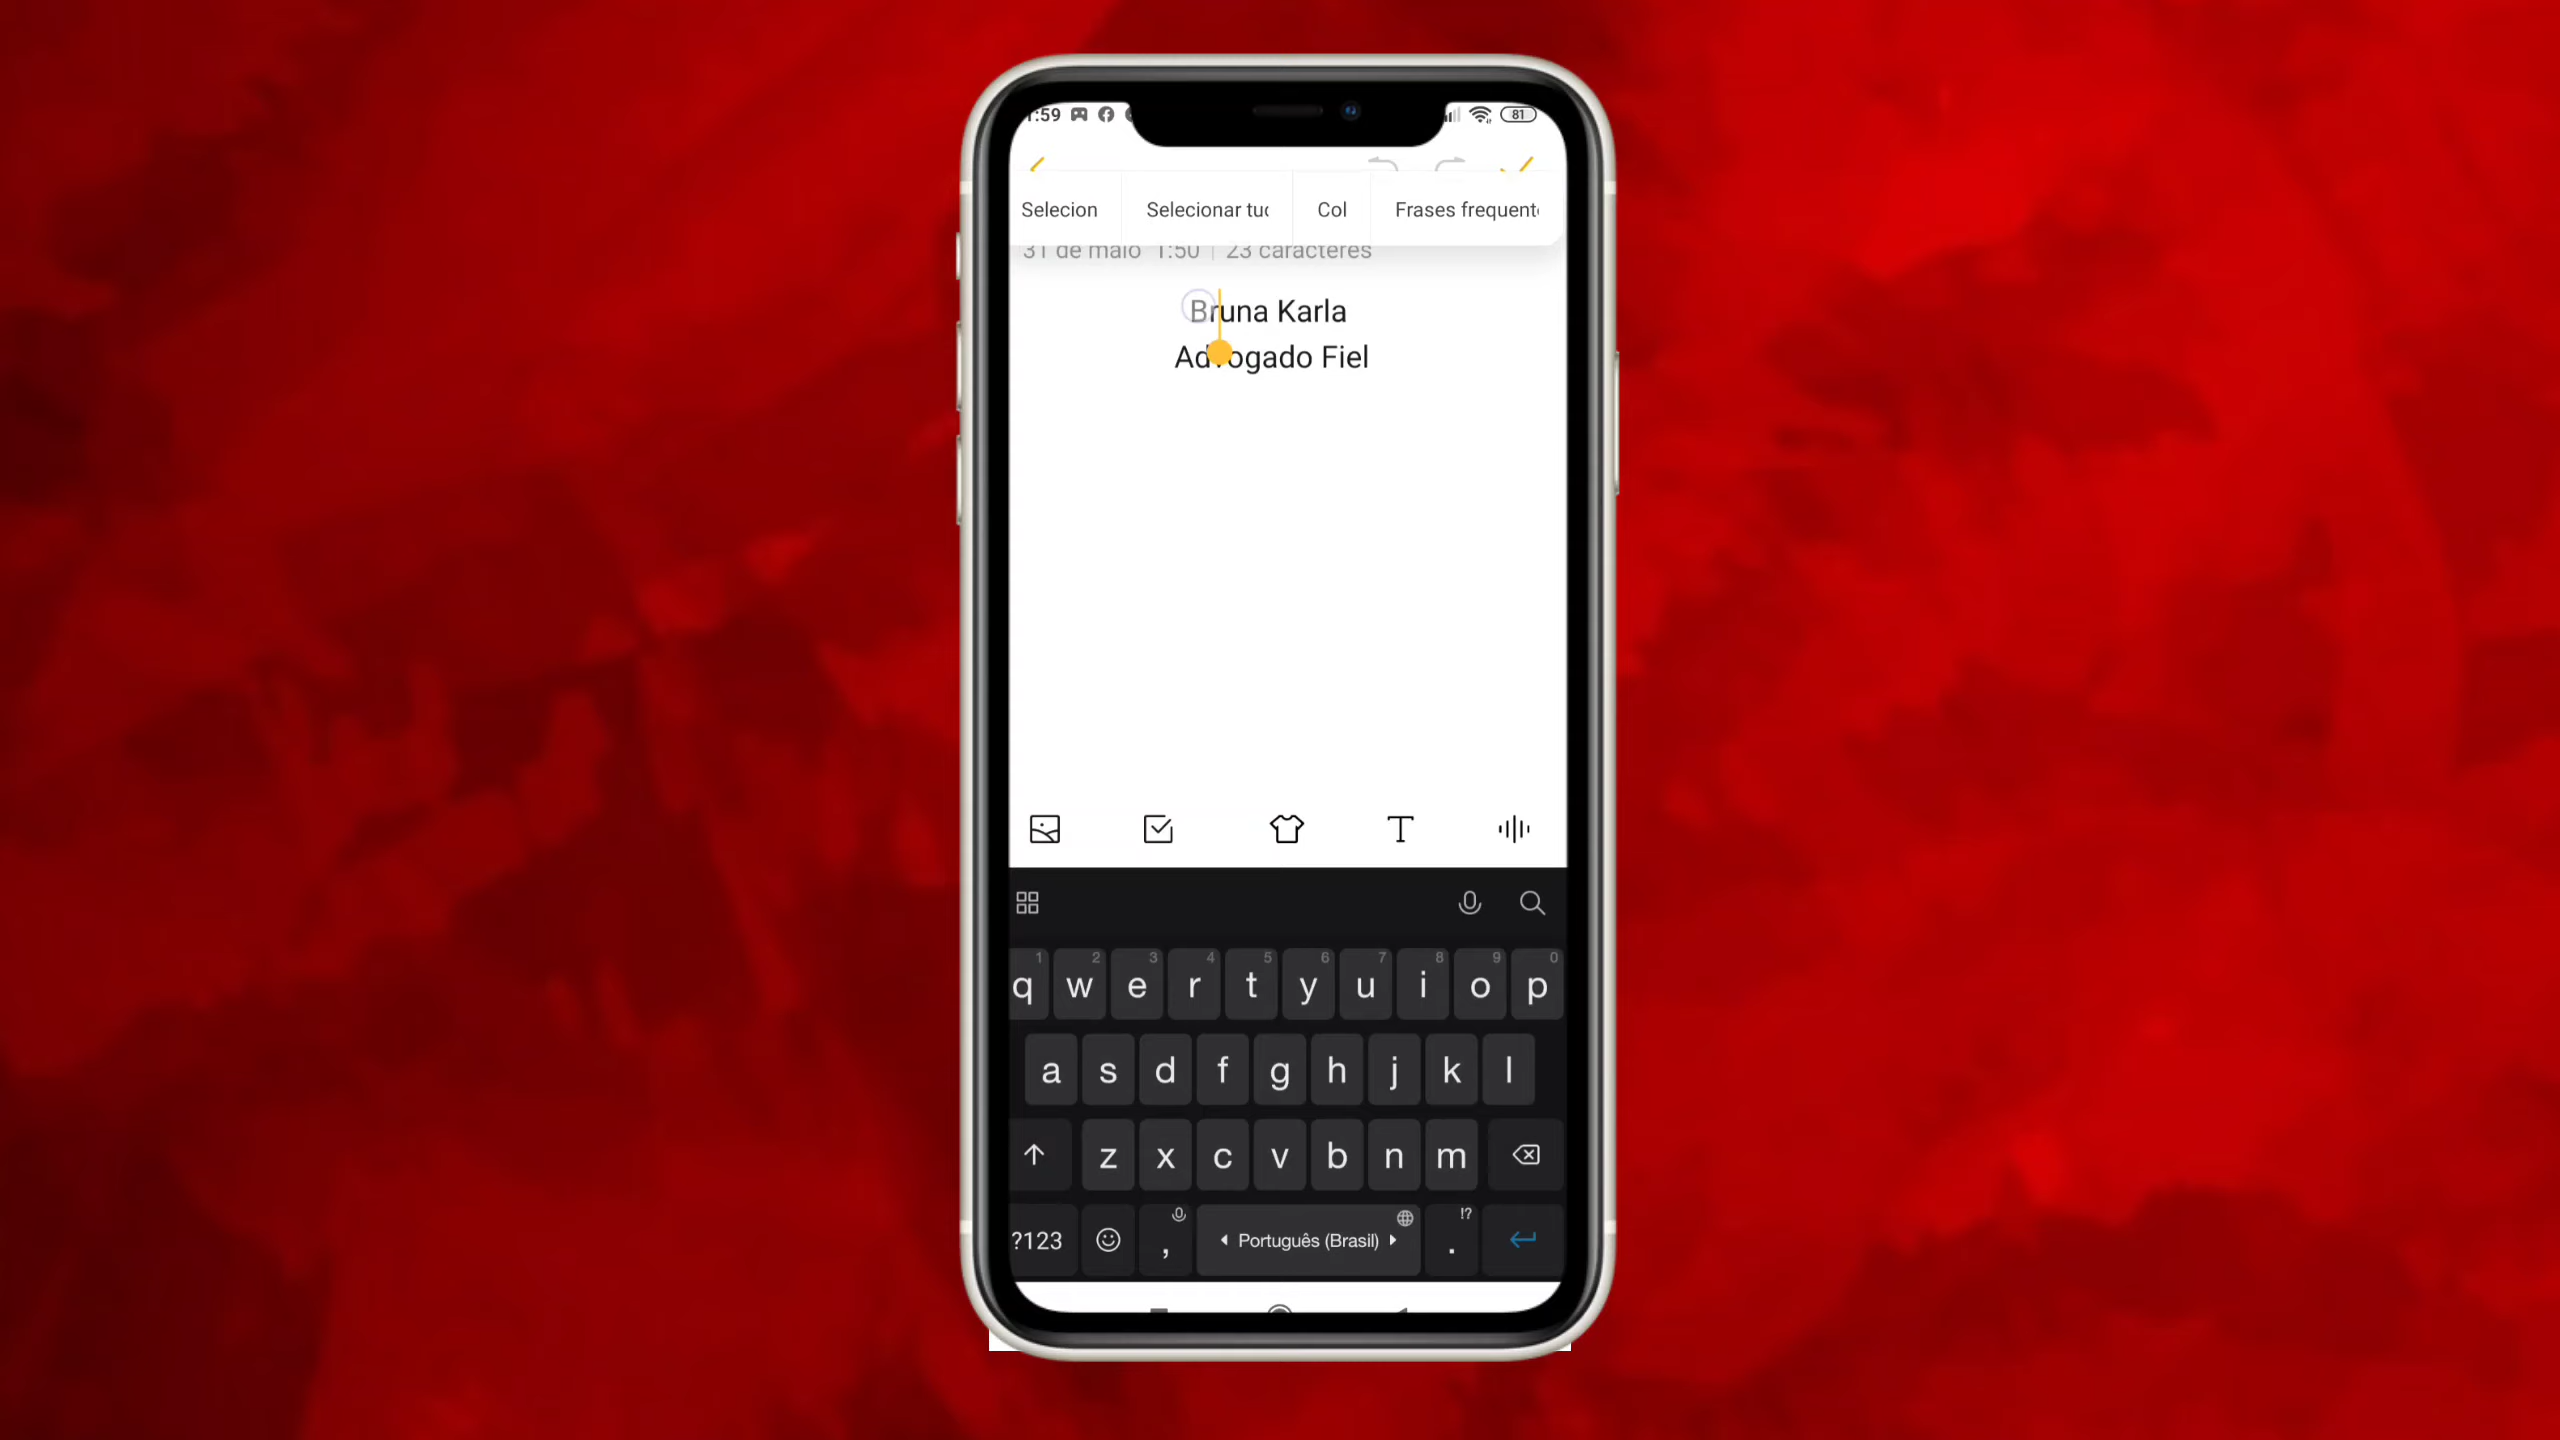 :59 81
Selecion Selecionar tud Col Frases frequent
31 de maio 1:50 | 23 caracteres
Bruna Karla
Advogado Fiel
1 2 3 4 5 6 7 8 9 0
q w e r t y u i o p
a s d f g h j k l
z x c v b n m
?123 , Português (Brasil) . !?